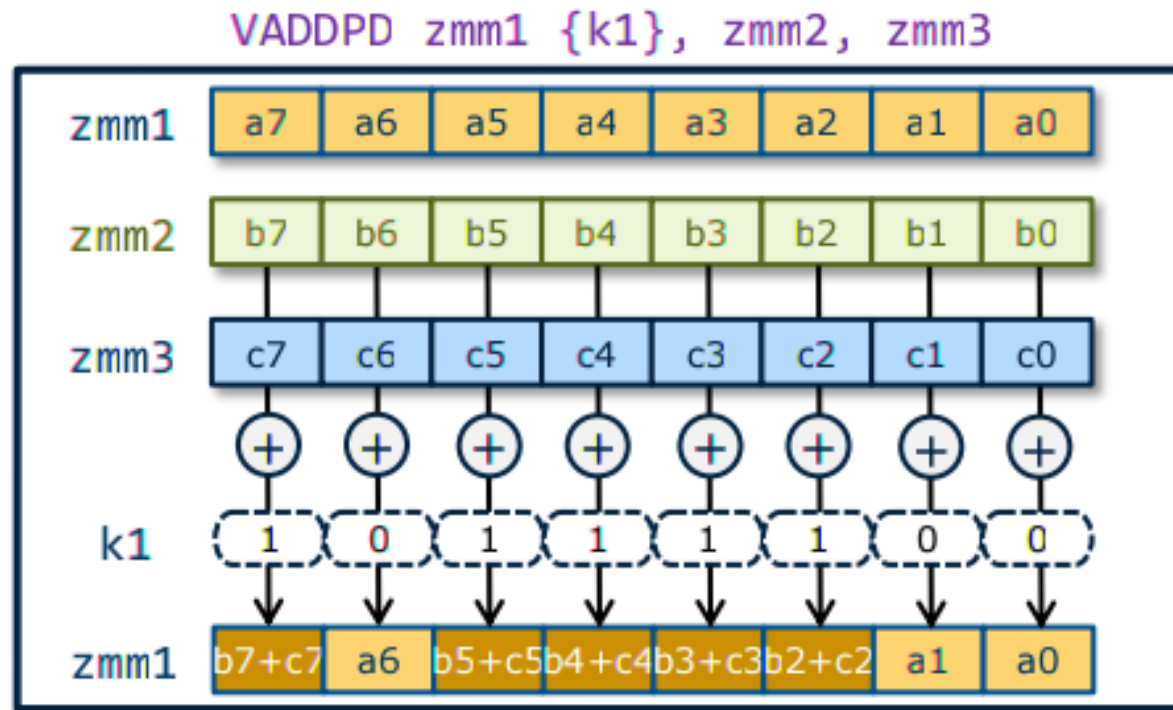 VADDPD zmm1 {k1}, zmm2, zmm3
zmm1 a7 a6 a5 a4 a3 a2 a1 a0
zmm2 b7 b6 b5 b4 b3 b2 b1 b0
zmm3 c7 c6 c5 c4 c3 c2 c1 c0
+ + + + + + + +
k1 1 0 1 1 1 1 0 0
zmm1 b7+c7 a6 b5+c5 b4+c4 b3+c3 b2+c2 a1 a0